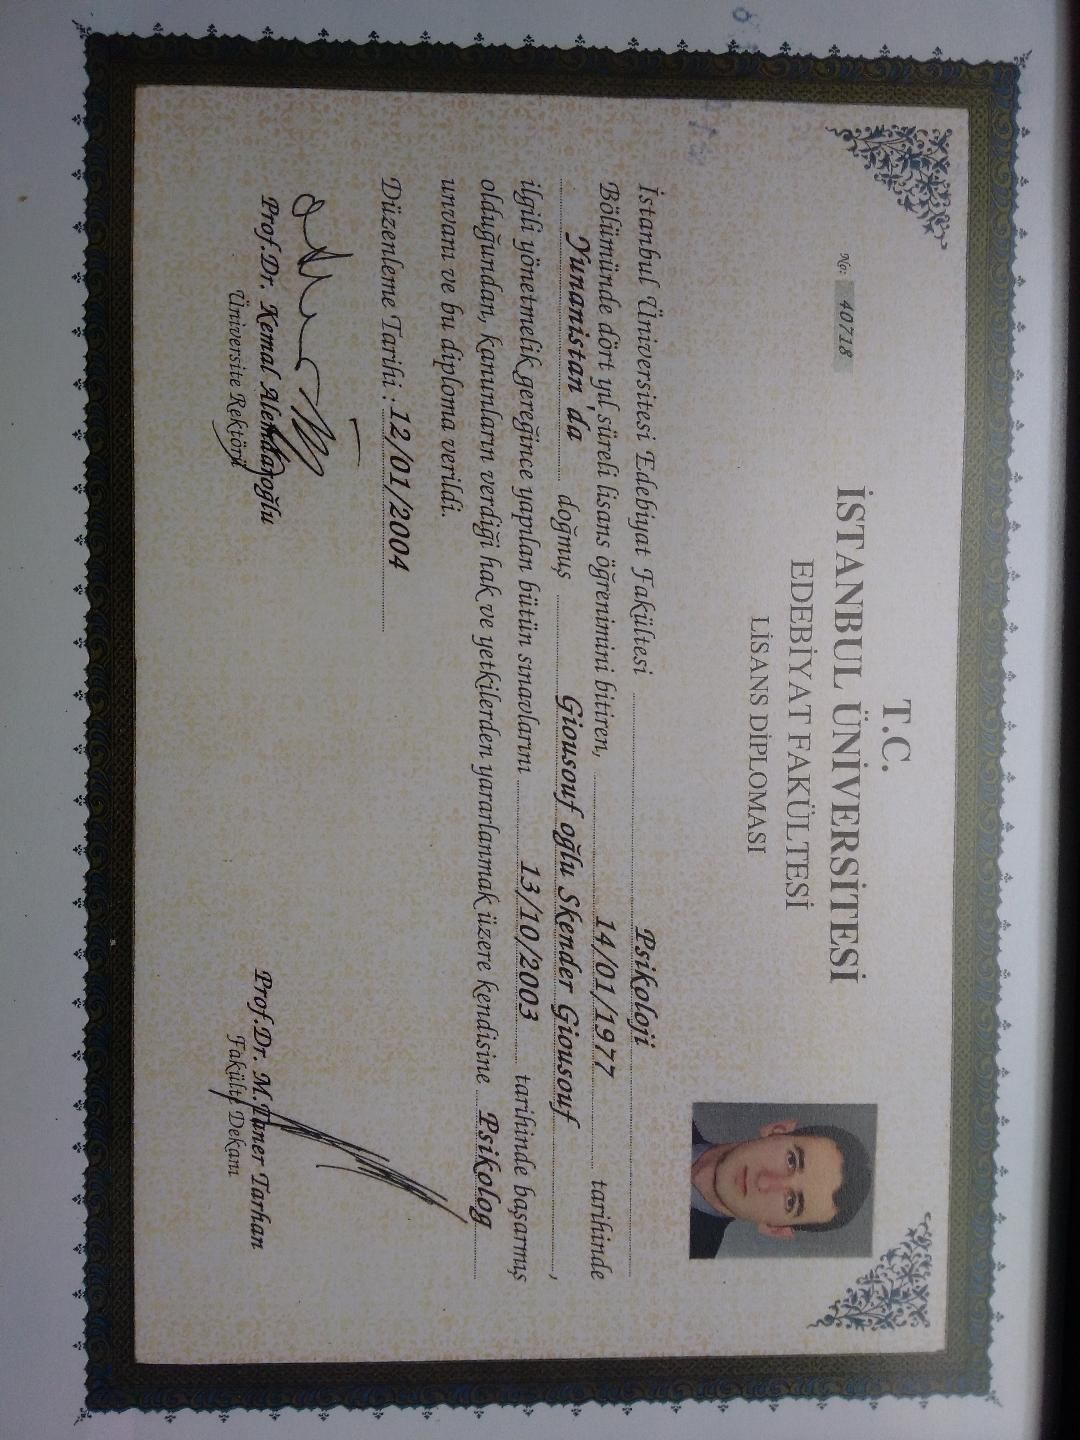 No: 40718
T.C.
İSTANBUL ÜNİVERSİTESİ
EDEBİYAT FAKÜLTESİ
LİSANS DİPLOMASI
İstanbul Üniversitesi Edebiyat Fakültesi Psikoloji
Bölümünde dört yıl süreli lisans öğrenimini bitiren, 14/01/1977 tarihinde
Yunanistan'da doğmuş Giousouf oğlu Skender Giousouf,
ilgili yönetmelik gereğince yapılan bütün sınavlarını 13/10/2003 tarihinde başarmış
olduğundan, kanunların verdiği hak ve yetkilerden yararlanmak üzere kendisine Psikolog
unvanı ve bu diploma verildi.
Düzenleme Tarihi : 12/01/2004
Prof.Dr. Kemal Alemdaroğlu
Üniversite Rektörü
Prof.Dr. M.Taner Tarhan
Fakülte Dekanı